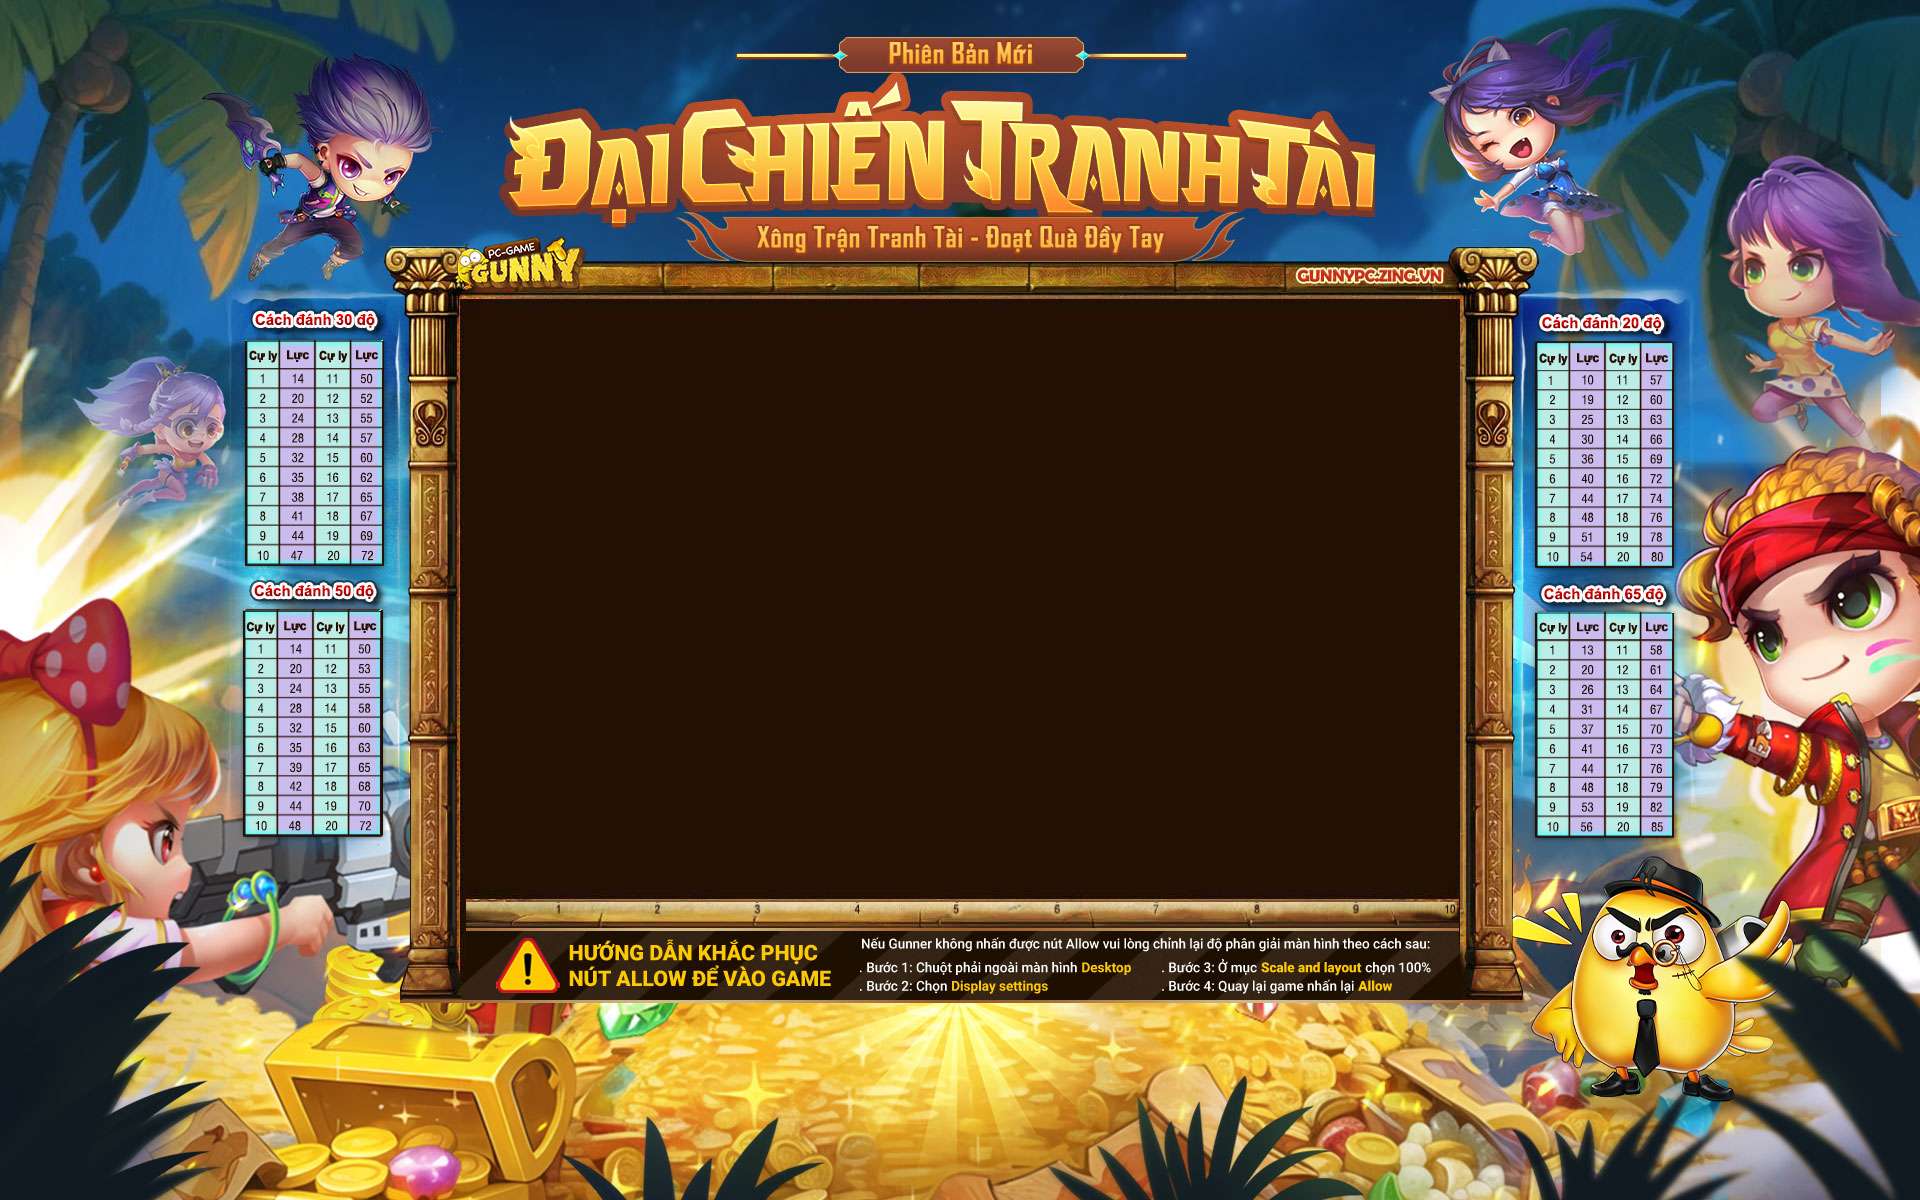 Phiên Bản Mới
ĐẠI CHIẾN TRANH TÀI
Xông Trận Tranh Tài - Đoạt Quà Đầy Tay
PC-GAME
GUNNY
GUNNYPC.ZING.VN
Cách đánh 30 độ
Cự ly Lực Cự ly Lực
1 14 11 50
2 20 12 52
3 24 13 55
4 28 14 57
5 32 15 60
6 35 16 62
7 38 17 65
8 41 18 67
9 44 19 69
10 47 20 72
Cách đánh 50 độ
Cự ly Lực Cự ly Lực
1 14 11 50
2 20 12 53
3 24 13 55
4 28 14 58
5 32 15 60
6 35 16 63
7 39 17 65
8 42 18 68
9 44 19 70
10 48 20 72
Cách đánh 20 độ
Cự ly Lực Cự ly Lực
1 10 11 57
2 19 12 60
3 25 13 63
4 30 14 66
5 36 15 69
6 40 16 72
7 44 17 74
8 48 18 76
9 51 19 78
10 54 20 80
Cách đánh 65 độ
Cự ly Lực Cự ly Lực
1 13 11 58
2 20 12 61
3 26 13 64
4 31 14 67
5 37 15 70
6 41 16 73
7 44 17 76
8 48 18 79
9 53 19 82
10 56 20 85
1 2 3 4 5 6 7 8 9 10
HƯỚNG DẪN KHẮC PHỤC
NÚT ALLOW ĐỂ VÀO GAME
Nếu Gunner không nhấn được nút Allow vui lòng chỉnh lại độ phân giải màn hình theo cách sau:
. Bước 1: Chuột phải ngoài màn hình Desktop
. Bước 2: Chọn Display settings
. Bước 3: Ở mục Scale and layout chọn 100%
. Bước 4: Quay lại game nhấn lại Allow